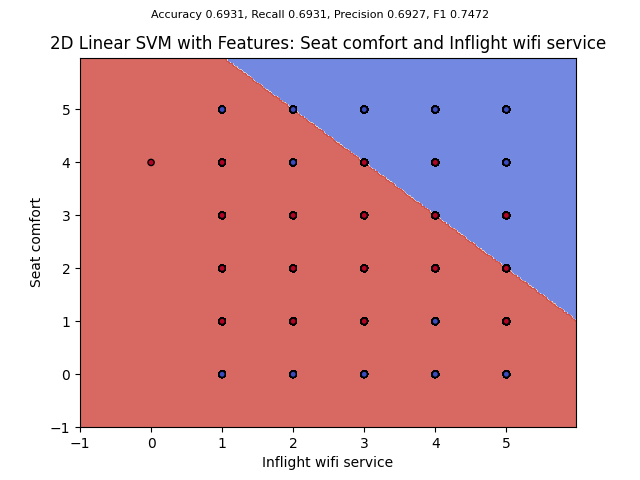 Accuracy 0.6931, Recall 0.6931, Precision 0.6927, F1 0.7472
2D Linear SVM with Features: Seat comfort and Inflight wifi service
5
4
3
2
1
0
−1
Seat comfort
−1 0 1 2 3 4 5
Inflight wifi service